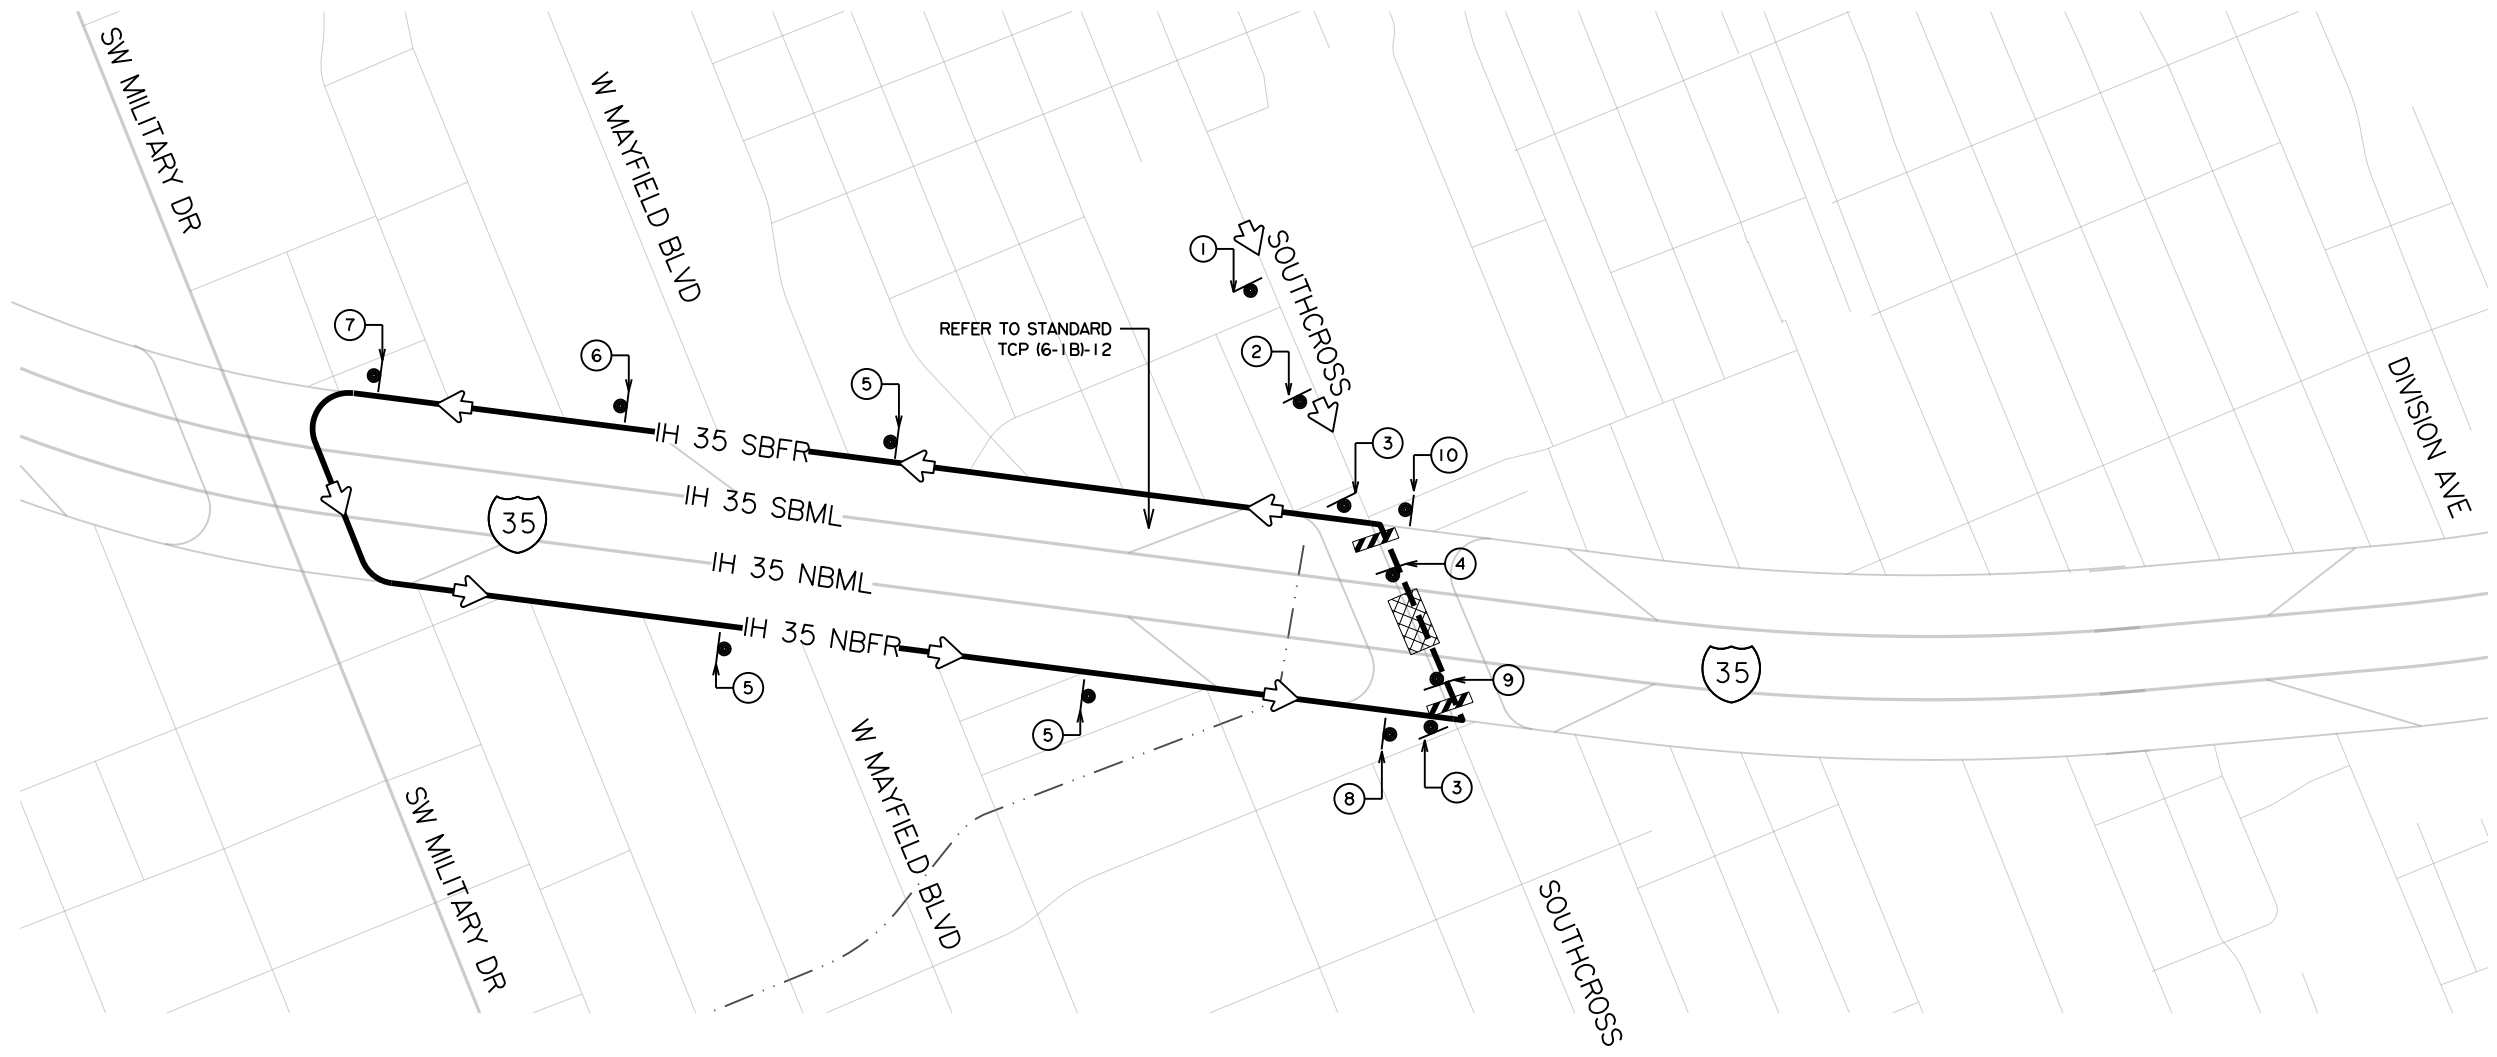 SW MILITARY DR
W MAYFIELD BLVD
1
SOUTHCROSS
7
6
5
REFER TO STANDARD
TCP (6-1B)-12
2
3
10
DIVISION AVE
IH 35 SBFR
IH 35 SBML
35
4
IH 35 NBML
IH 35 NBFR
9
35
5
5
8
3
W MAYFIELD BLVD
SW MILITARY DR
SOUTHCROSS